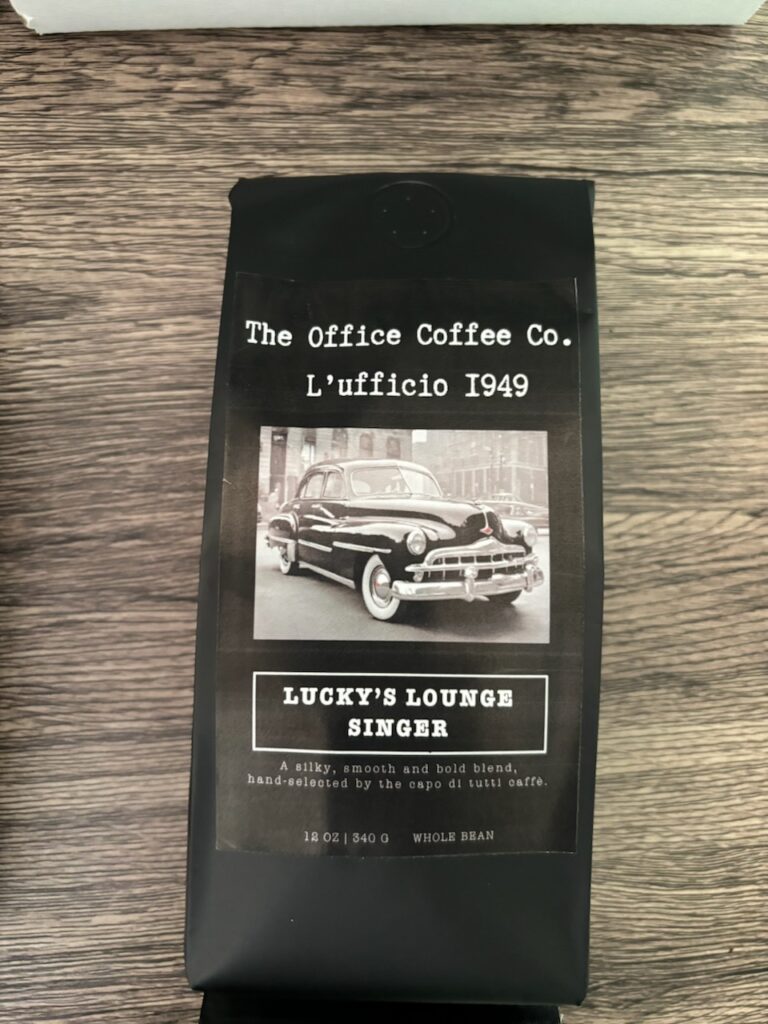 The Office Coffee Co.
L'ufficio 1949
LUCKY'S LOUNGE
SINGER
A silky, smooth and bold blend,
hand-selected by the capo di tutti caffè.
12 OZ | 340 G WHOLE BEAN